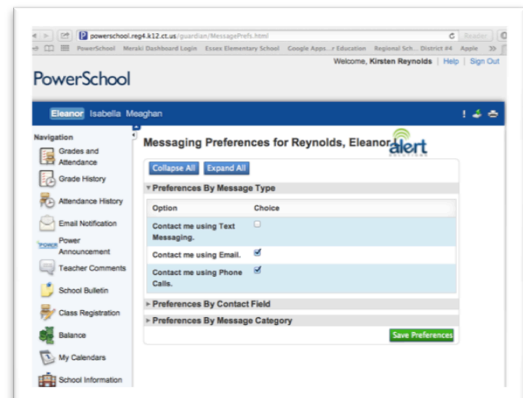 powerschool.reg4.k12.ct.us/guardian/MessagePrefs.html
Reader
PowerSchool Meraki Dashboard Login Essex Elementary School Google Apps...r Education Regional Sch... District #4 Apple
Welcome, Kirstan Reynolds | Help | Sign Out
PowerSchool
Eleanor Isabella Meaghan
Navigation
Grades and
Attendance
Grade History
Attendance History
Email Notification
Power
Announcement
Teacher Comments
School Bulletin
Class Registration
Balance
My Calendars
School Information
Messaging Preferences for Reynolds, Eleanor
alert
SOLUTIONS
Collapse All Expand All
Preferences By Message Type
Option Choice
Contact me using Text
Messaging.
Contact me using Email.
Contact me using Phone
Calls.
Preferences By Contact Field
Preferences By Message Category
Save Preferences